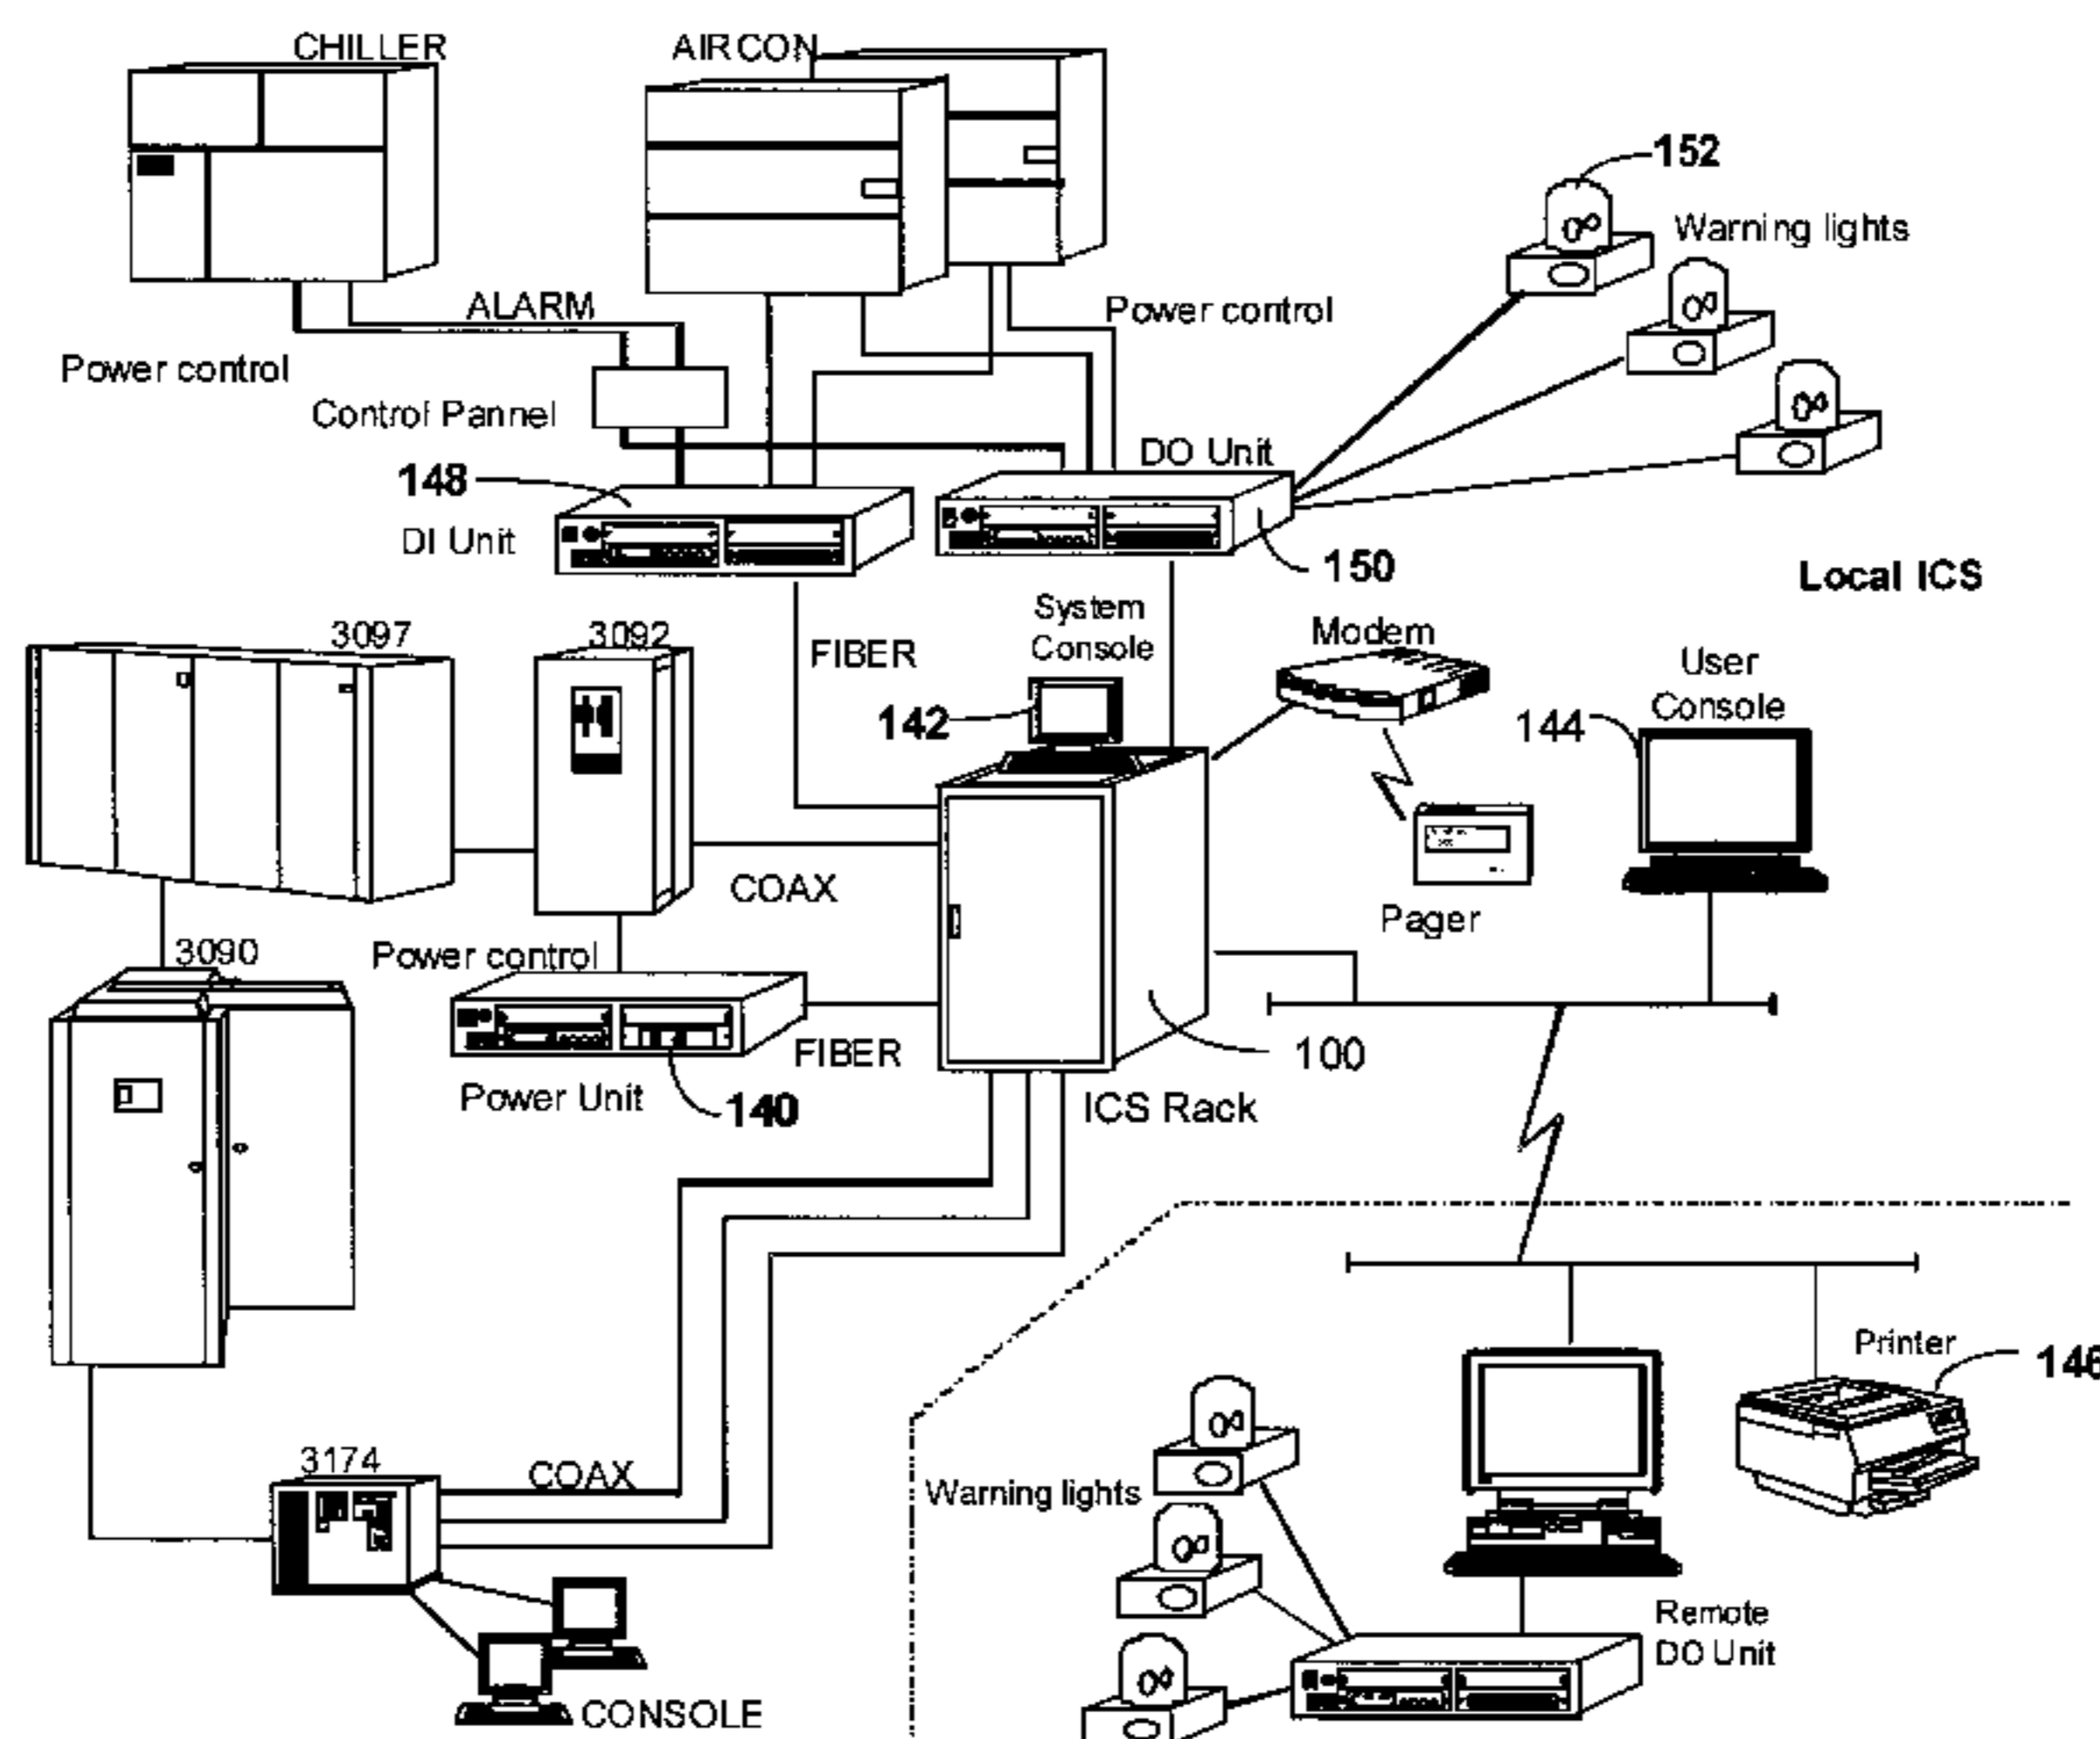 CHILLER
AIRCON
152
Warning lights
ALARM
Power control
Power control
Control Pannel
DO Unit
148
DI Unit
150
Local ICS
System
Console
Modem
3097
3092
FIBER
User
Console
142
144
COAX
Pager
3090
Power control
FIBER
100
Power Unit
140
ICS Rack
Printer
146
3174
COAX
Warning lights
Remote
DO Unit
CONSOLE